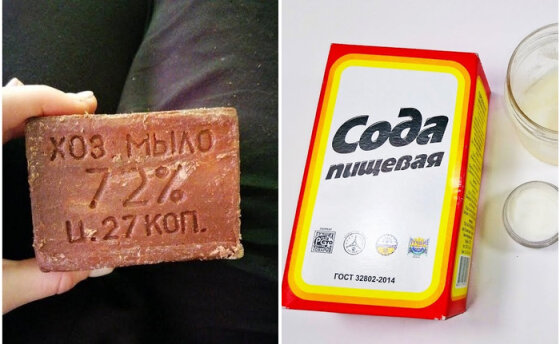 ХОЗ. МЫЛО
72%
Ц. 27 КОП.
Сода
пищевая
ГОСТ 32802-2014